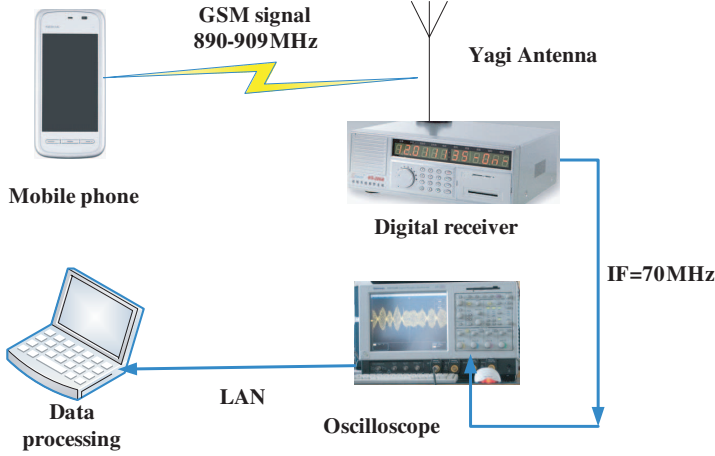 GSM signal
890-909MHz
Yagi Antenna
Mobile phone
Digital receiver
IF=70MHz
LAN
Data
processing
Oscilloscope